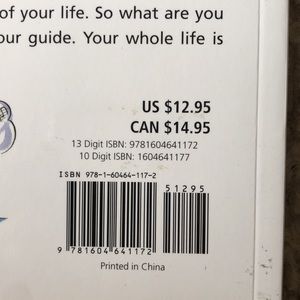 of your life. So what are you
our guide. Your whole life is
US $12.95
CAN $14.95
13 Digit ISBN: 9781604641172
10 Digit ISBN: 1604641177
ISBN 978-1-60464-117-2
51295
9 781604 641172
Printed in China